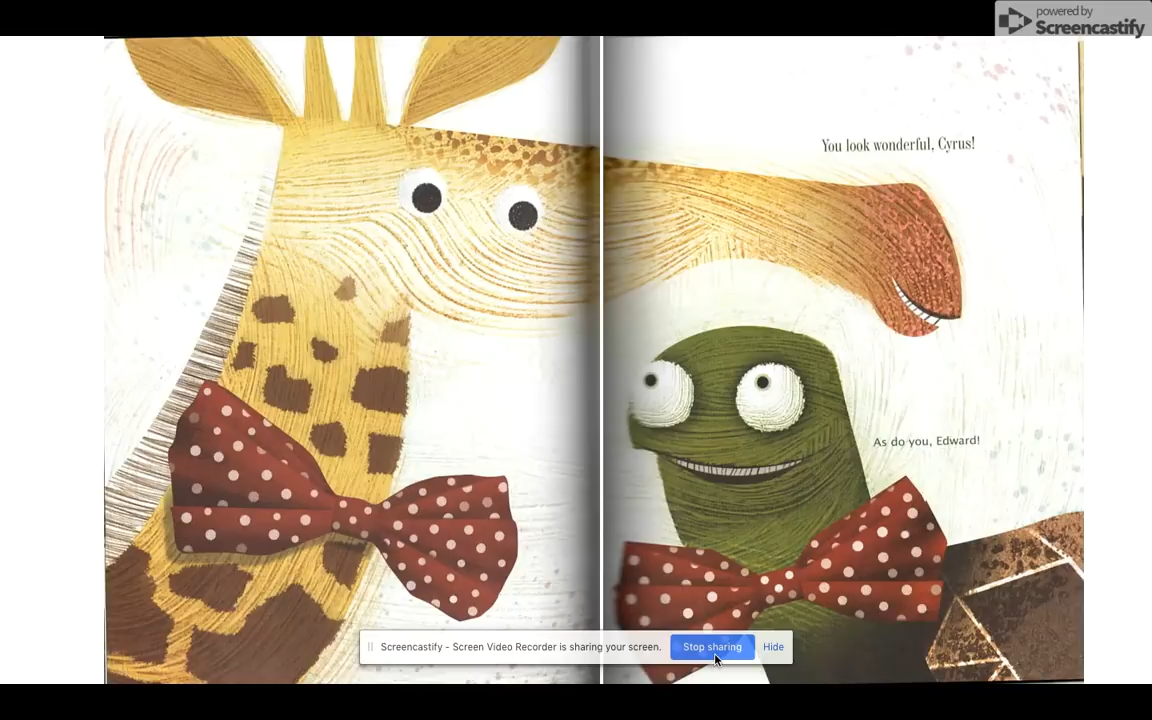 powered by
Screencastify
You look wonderful, Cyrus!
As do you, Edward!
Screencastify - Screen Video Recorder is sharing your screen.
Stop sharing
Hide